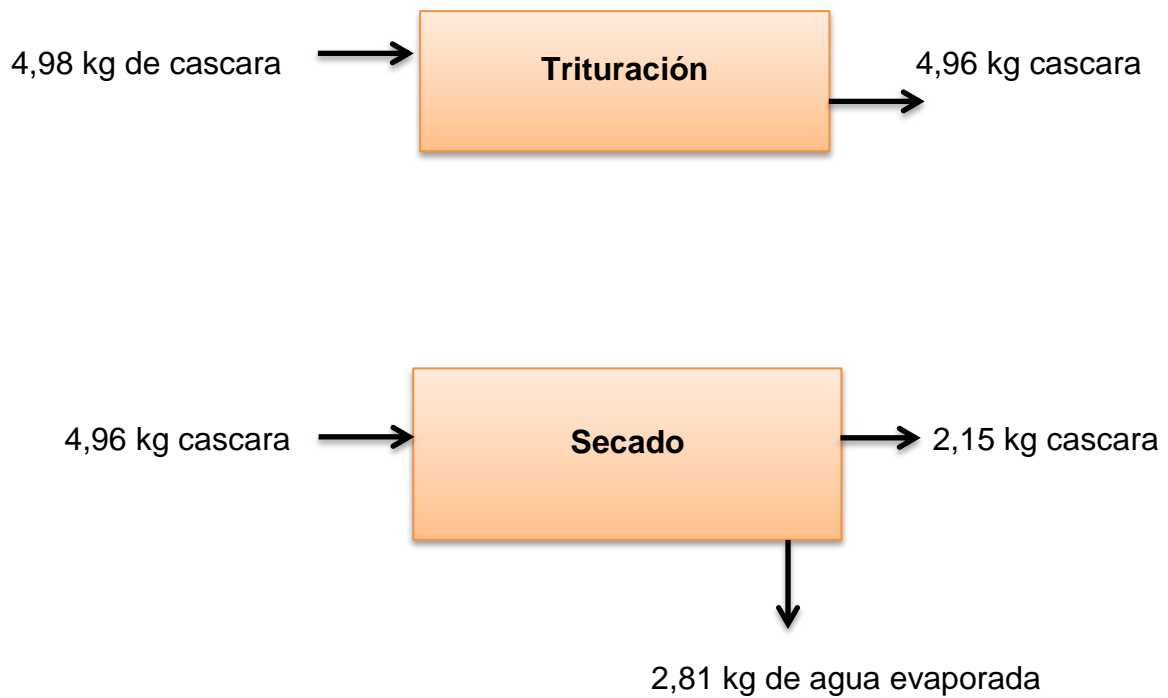 4,98 kg de cascara
Trituración
4,96 kg cascara
4,96 kg cascara
Secado
2,15 kg cascara
2,81 kg de agua evaporada